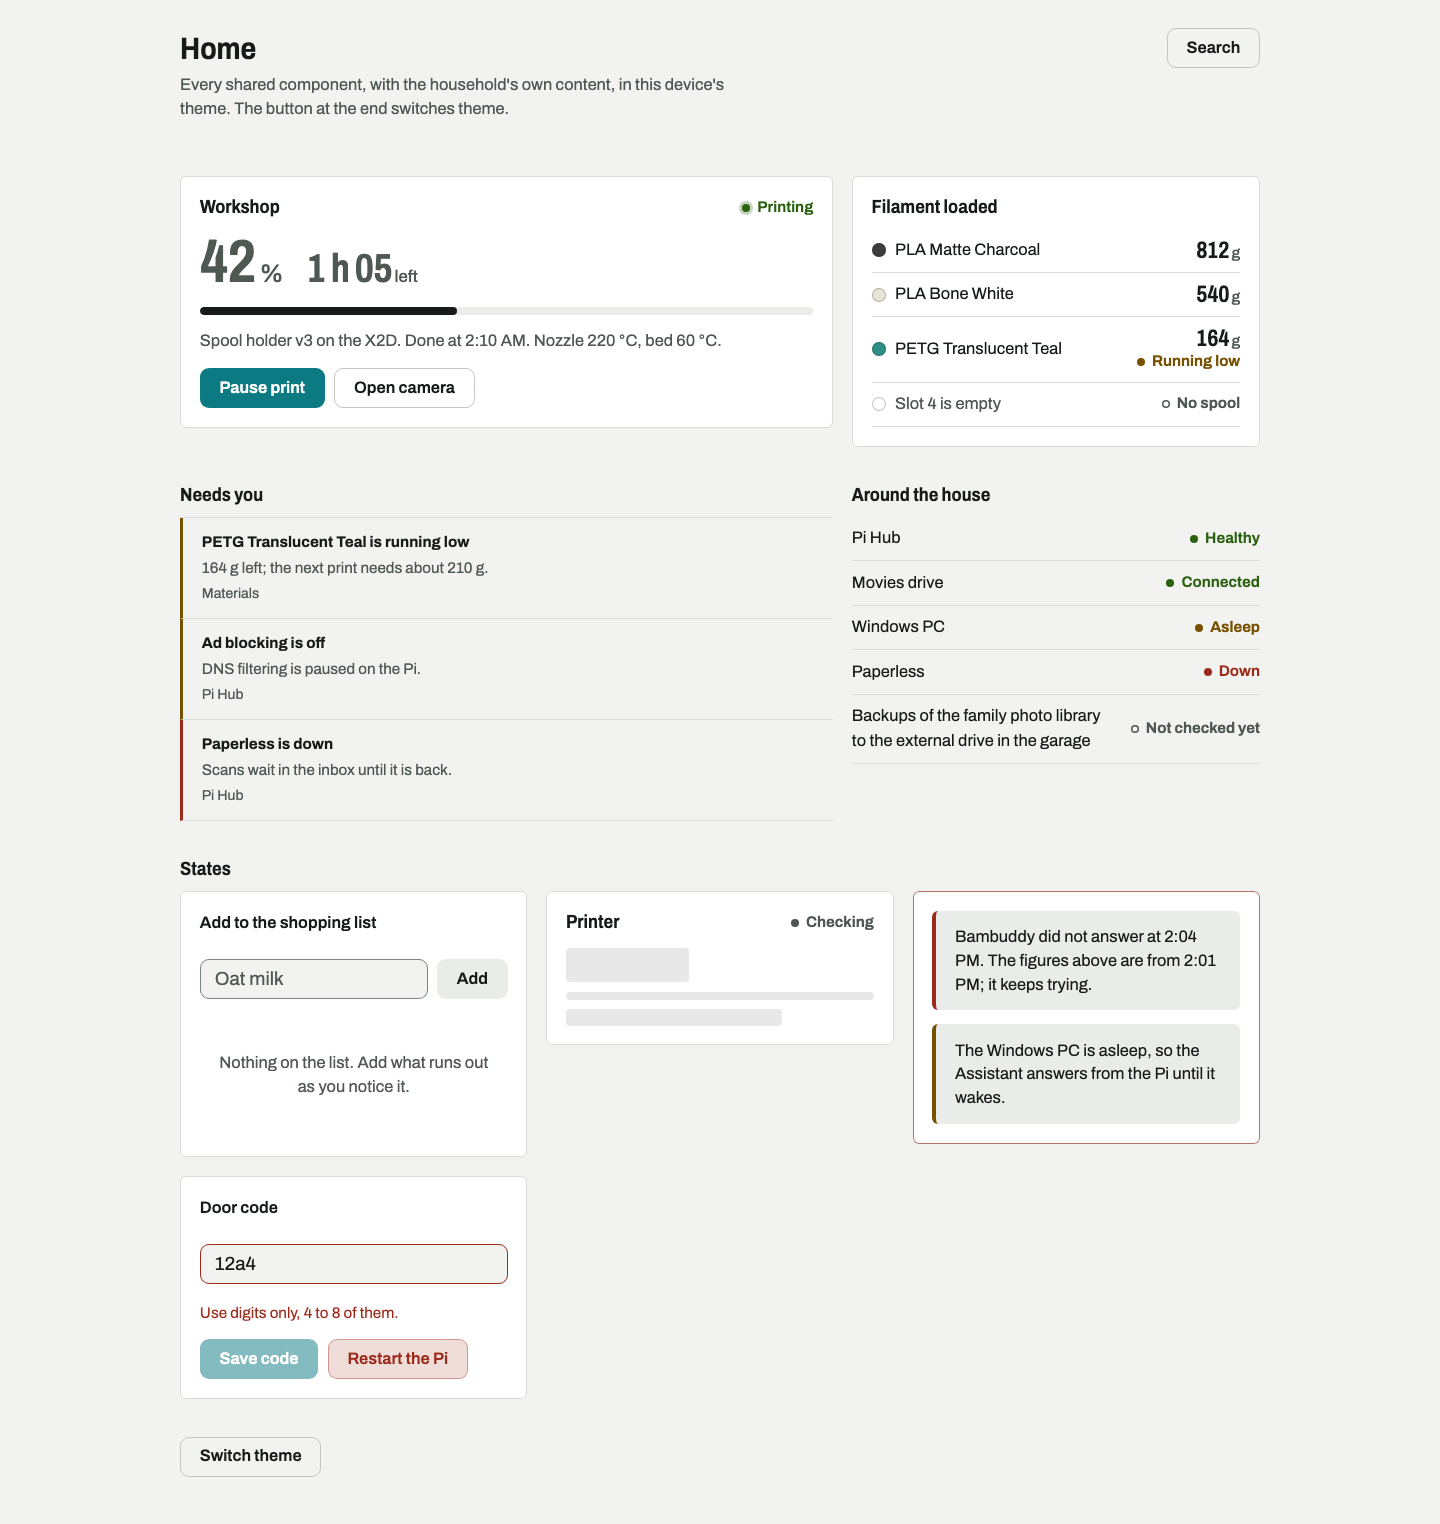 Home
Search
Every shared component, with the household's own content, in this device's
theme. The button at the end switches theme.
Workshop
Printing
42 % 1 h 05 left
Spool holder v3 on the X2D. Done at 2:10 AM. Nozzle 220 °C, bed 60 °C.
Pause print
Open camera
Filament loaded
PLA Matte Charcoal
812 g
PLA Bone White
540 g
PETG Translucent Teal
164 g
Running low
Slot 4 is empty
No spool
Needs you
PETG Translucent Teal is running low
164 g left; the next print needs about 210 g.
Materials
Ad blocking is off
DNS filtering is paused on the Pi.
Pi Hub
Paperless is down
Scans wait in the inbox until it is back.
Pi Hub
Around the house
Pi Hub
Healthy
Movies drive
Connected
Windows PC
Asleep
Paperless
Down
Backups of the family photo library
to the external drive in the garage
Not checked yet
States
Add to the shopping list
Oat milk
Add
Nothing on the list. Add what runs out
as you notice it.
Printer
Checking
Bambuddy did not answer at 2:04
PM. The figures above are from 2:01
PM; it keeps trying.
The Windows PC is asleep, so the
Assistant answers from the Pi until it
wakes.
Door code
12a4
Use digits only, 4 to 8 of them.
Save code
Restart the Pi
Switch theme